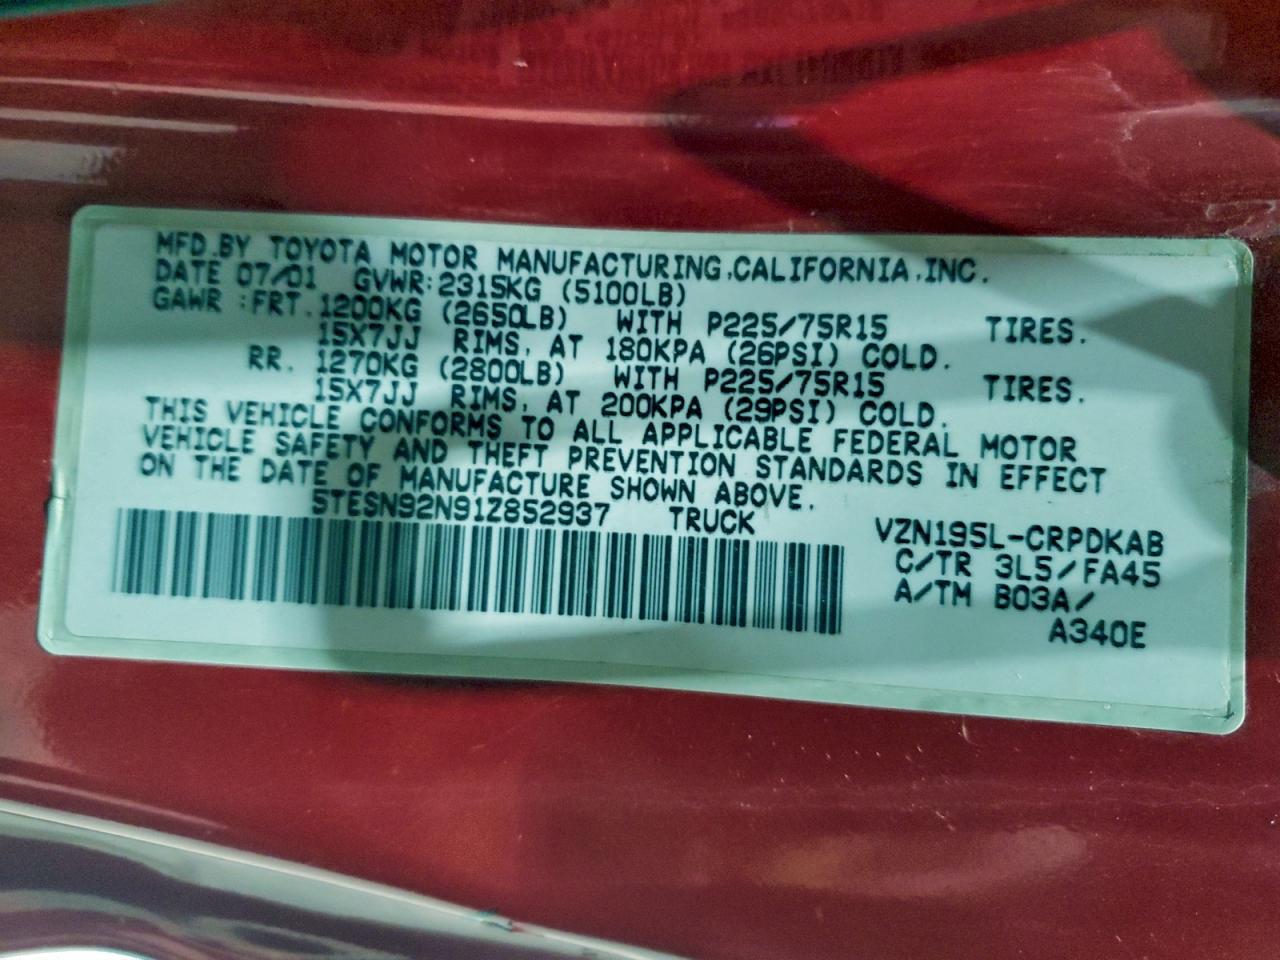 MFD.BY TOYOTA MOTOR MANUFACTURING,CALIFORNIA,INC.
DATE 07/01 GVWR:2315KG (5100LB)
GAWR :FRT.1200KG (2650LB) WITH P225/75R15 TIRES.
15X7JJ RIMS, AT 180KPA (26PSI) COLD.
RR. 1270KG (2800LB) WITH P225/75R15 TIRES.
15X7JJ RIMS, AT 200KPA (29PSI) COLD.
THIS VEHICLE CONFORMS TO ALL APPLICABLE FEDERAL MOTOR
VEHICLE SAFETY AND THEFT PREVENTION STANDARDS IN EFFECT
ON THE DATE OF MANUFACTURE SHOWN ABOVE.
5TESN92N91Z852937 TRUCK
VZN195L-CRPDKAB
C/TR 3L5/FA45
A/TM B03A/
A340E